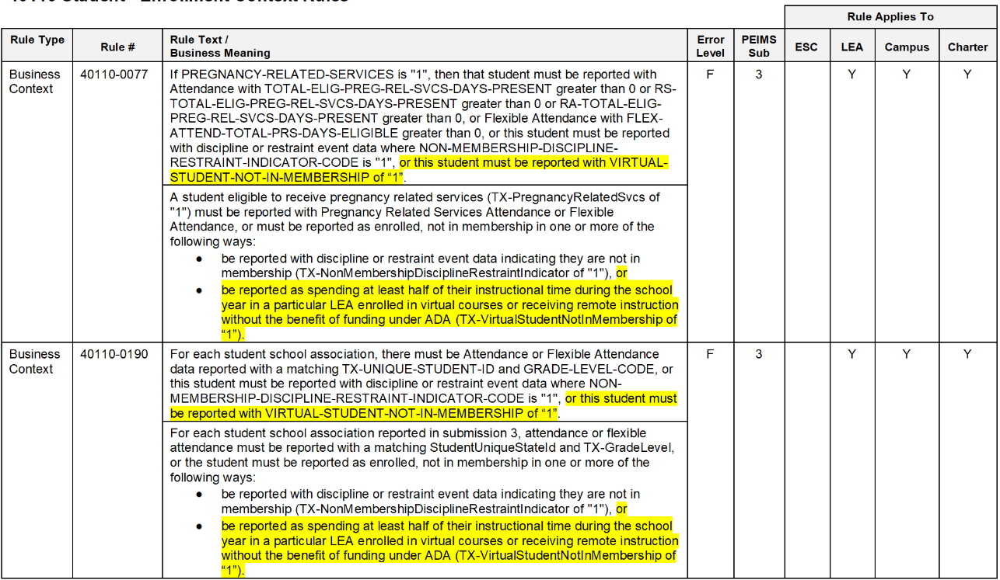 40110 Student - Enrollment Context Rules
Rule Applies To
Rule Type
Rule #
Rule Text /
Business Meaning
Error
Level
PEIMS
Sub
ESC
LEA
Campus
Charter
Business
Context
40110-0077
If PREGNANCY-RELATED-SERVICES is "1", then that student must be reported with
Attendance with TOTAL-ELIG-PREG-REL-SVCS-DAYS-PRESENT greater than 0 or RS-
TOTAL-ELIG-PREG-REL-SVCS-DAYS-PRESENT greater than 0 or RA-TOTAL-ELIG-
PREG-REL-SVCS-DAYS-PRESENT greater than 0, or Flexible Attendance with FLEX-
ATTEND-TOTAL-PRS-DAYS-ELIGIBLE greater than 0, or this student must be reported
with discipline or restraint event data where NON-MEMBERSHIP-DISCIPLINE-
RESTRAINT-INDICATOR-CODE is "1", or this student must be reported with VIRTUAL-
STUDENT-NOT-IN-MEMBERSHIP of “1”.
F
3
Y
Y
Y
A student eligible to receive pregnancy related services (TX-PregnancyRelatedSvcs of
"1") must be reported with Pregnancy Related Services Attendance or Flexible
Attendance, or must be reported as enrolled, not in membership in one or more of the
following ways:
● be reported with discipline or restraint event data indicating they are not in
membership (TX-NonMembershipDisciplineRestraintIndicator of "1"), or
● be reported as spending at least half of their instructional time during the school
year in a particular LEA enrolled in virtual courses or receiving remote instruction
without the benefit of funding under ADA (TX-VirtualStudentNotInMembership of
“1”).
Business
Context
40110-0190
For each student school association, there must be Attendance or Flexible Attendance
data reported with a matching TX-UNIQUE-STUDENT-ID and GRADE-LEVEL-CODE, or
this student must be reported with discipline or restraint event data where NON-
MEMBERSHIP-DISCIPLINE-RESTRAINT-INDICATOR-CODE is "1", or this student must
be reported with VIRTUAL-STUDENT-NOT-IN-MEMBERSHIP of “1”.
F
3
Y
Y
Y
For each student school association reported in submission 3, attendance or flexible
attendance must be reported with a matching StudentUniqueStateId and TX-GradeLevel,
or the student must be reported as enrolled, not in membership in one or more of the
following ways:
● be reported with discipline or restraint event data indicating they are not in
membership (TX-NonMembershipDisciplineRestraintIndicator of "1"), or
● be reported as spending at least half of their instructional time during the school
year in a particular LEA enrolled in virtual courses or receiving remote instruction
without the benefit of funding under ADA (TX-VirtualStudentNotInMembership of
“1”).